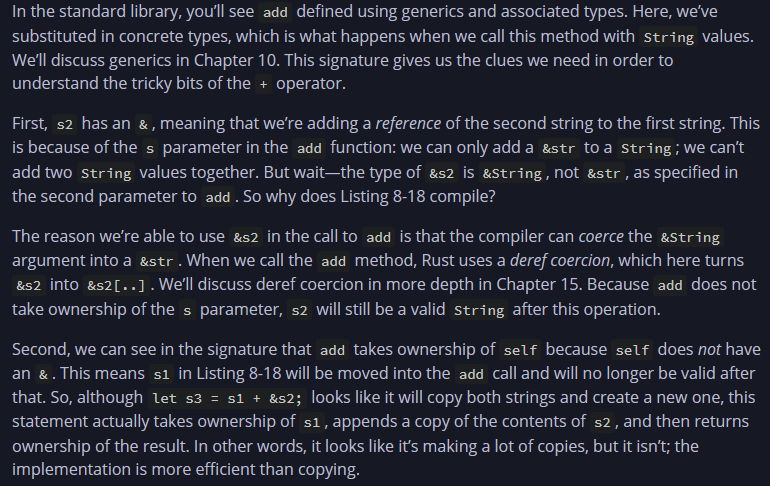 In the standard library, you’ll see add defined using generics and associated types. Here, we’ve
substituted in concrete types, which is what happens when we call this method with String values.
We’ll discuss generics in Chapter 10. This signature gives us the clues we need in order to
understand the tricky bits of the + operator.
First, s2 has an &, meaning that we’re adding a reference of the second string to the first string. This
is because of the s parameter in the add function: we can only add a &str to a String; we can’t
add two String values together. But wait—the type of &s2 is &String, not &str, as specified in
the second parameter to add. So why does Listing 8-18 compile?
The reason we’re able to use &s2 in the call to add is that the compiler can coerce the &String
argument into a &str. When we call the add method, Rust uses a deref coercion, which here turns
&s2 into &s2[..]. We’ll discuss deref coercion in more depth in Chapter 15. Because add does not
take ownership of the s parameter, s2 will still be a valid String after this operation.
Second, we can see in the signature that add takes ownership of self because self does not have
an &. This means s1 in Listing 8-18 will be moved into the add call and will no longer be valid after
that. So, although let s3 = s1 + &s2; looks like it will copy both strings and create a new one, this
statement actually takes ownership of s1, appends a copy of the contents of s2, and then returns
ownership of the result. In other words, it looks like it’s making a lot of copies, but it isn’t; the
implementation is more efficient than copying.